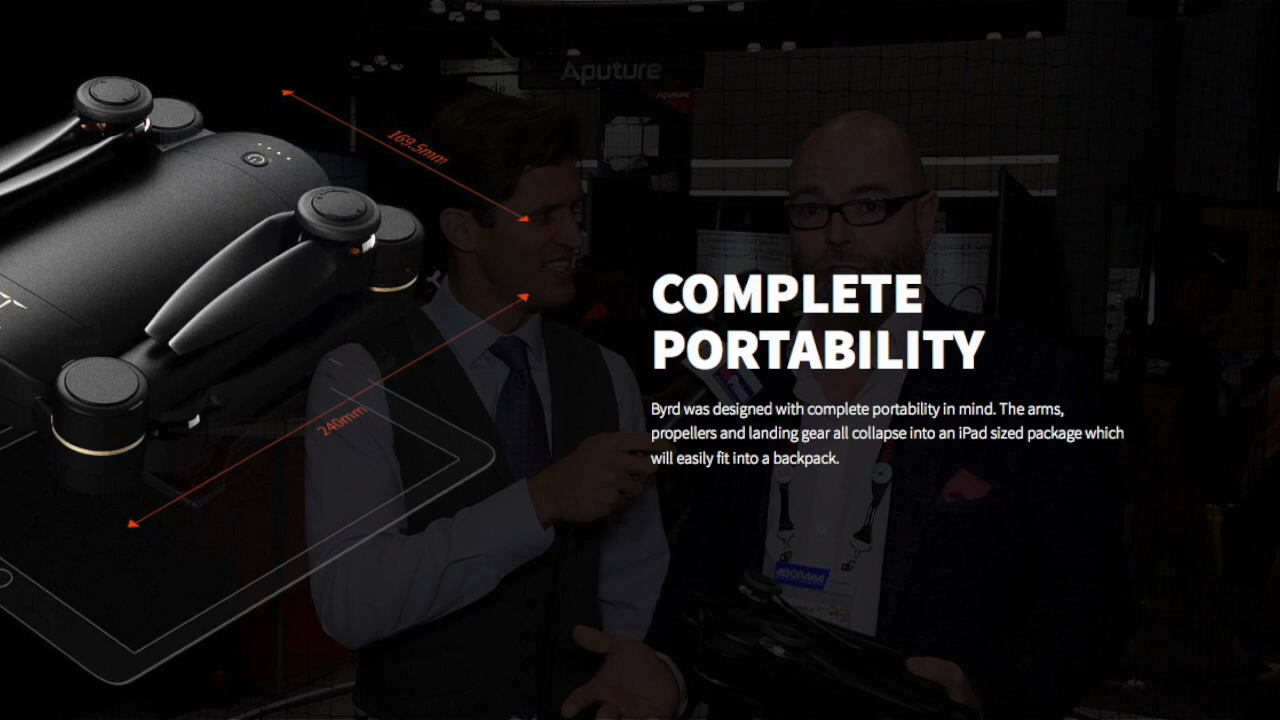 Aputure
Aputure
169.5mm
COMPLETE
PORTABILITY
240mm
Byrd was designed with complete portability in mind. The arms,
propellers and landing gear all collapse into an iPad sized package which
will easily fit into a backpack.
ADORAMA